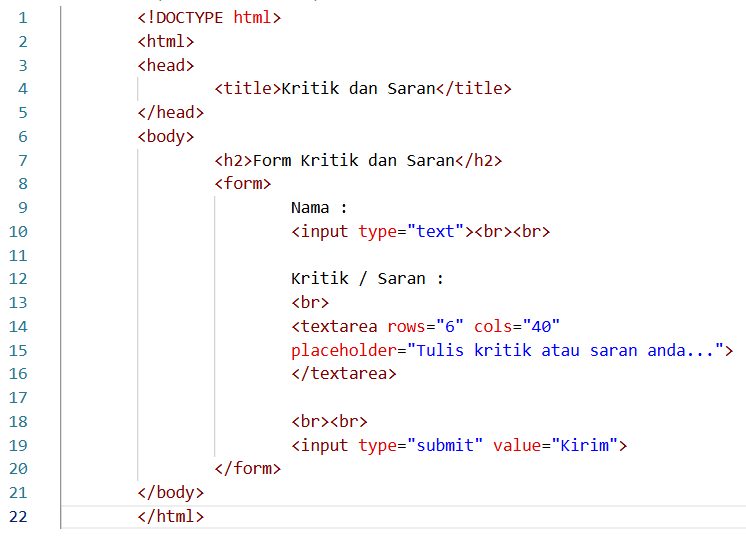 1 <!DOCTYPE html>
2 <html>
3 <head>
4 <title>Kritik dan Saran</title>
5 </head>
6 <body>
7 <h2>Form Kritik dan Saran</h2>
8 <form>
9 Nama :
10 <input type="text"><br><br>
11
12 Kritik / Saran :
13 <br>
14 <textarea rows="6" cols="40"
15 placeholder="Tulis kritik atau saran anda...">
16 </textarea>
17
18 <br><br>
19 <input type="submit" value="Kirim">
20 </form>
21 </body>
22 </html>